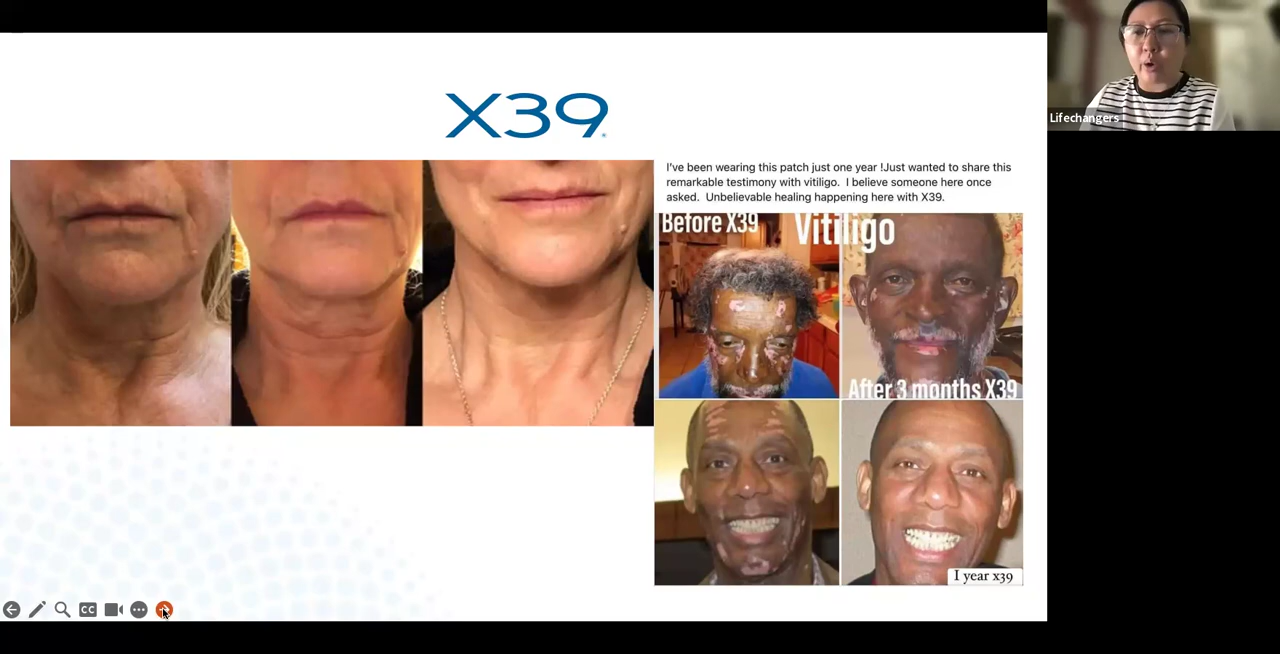 X39
I've been wearing this patch just one year !Just wanted to share this
remarkable testimony with vitiligo. I believe someone here once
asked. Unbelievable healing happening here with X39.
Before X39
Vitiligo
After 3 months X39
1 year x39
Lifechangers
CC